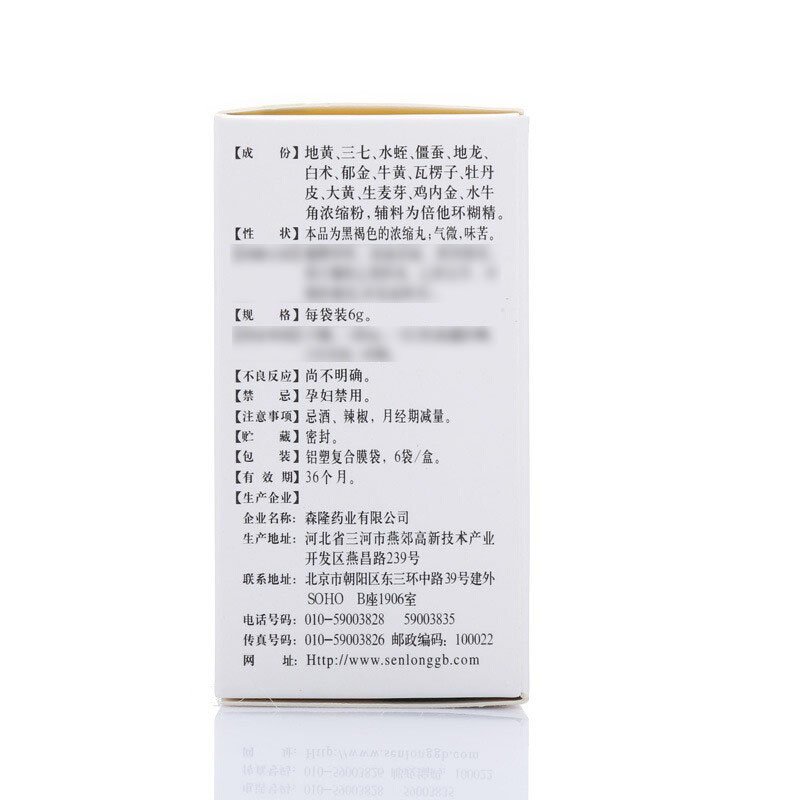 【成　份】地黄、三七、水蛭、僵蚕、地龙、
白术、郁金、牛黄、瓦楞子、牡丹
皮、大黄、生麦芽、鸡内金、水牛
角浓缩粉，辅料为倍他环糊精。
【性　状】本品为黑褐色的浓缩丸；气微，味苦。
【规　格】每袋装6g。
【不良反应】尚不明确。
【禁　忌】孕妇禁用。
【注意事项】忌酒、辣椒，月经期减量。
【贮　藏】密封。
【包　装】铝塑复合膜袋，6袋/盒。
【有 效 期】36个月。
【生产企业】
企业名称：森隆药业有限公司
生产地址：河北省三河市燕郊高新技术产业
开发区燕昌路239号
联系地址：北京市朝阳区东三环中路39号建外
SOHO　B座1906室
电话号码：010-59003828　59003835
传真号码：010-59003826 邮政编码：100022
网　址：Http://www.senlonggb.com